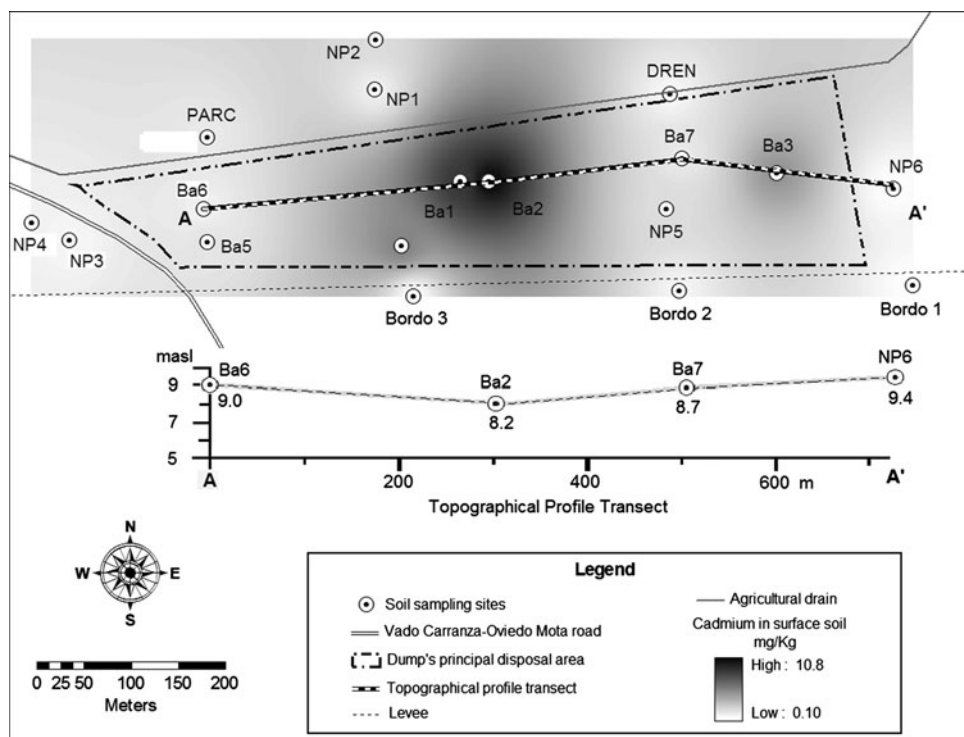 NP2
NP1
DREN
PARC
Ba7
Ba3
Ba6
NP6
A
Ba1
Ba2
A'
NP5
NP4
NP3
Ba5
Bordo 3
Bordo 2
Bordo 1
masl
Ba6
Ba2
Ba7
NP6
9
9.0
8.2
8.7
9.4
7
5
A
200
400
600
m
A'
Topographical Profile Transect
N
W
E
S
0 25 50 100 150 200
Meters
Legend
Soil sampling sites
Vado Carranza-Oviedo Mota road
Dump's principal disposal area
Topographical profile transect
Levee
Agricultural drain
Cadmium in surface soil
mg/Kg
High : 10.8
Low : 0.10